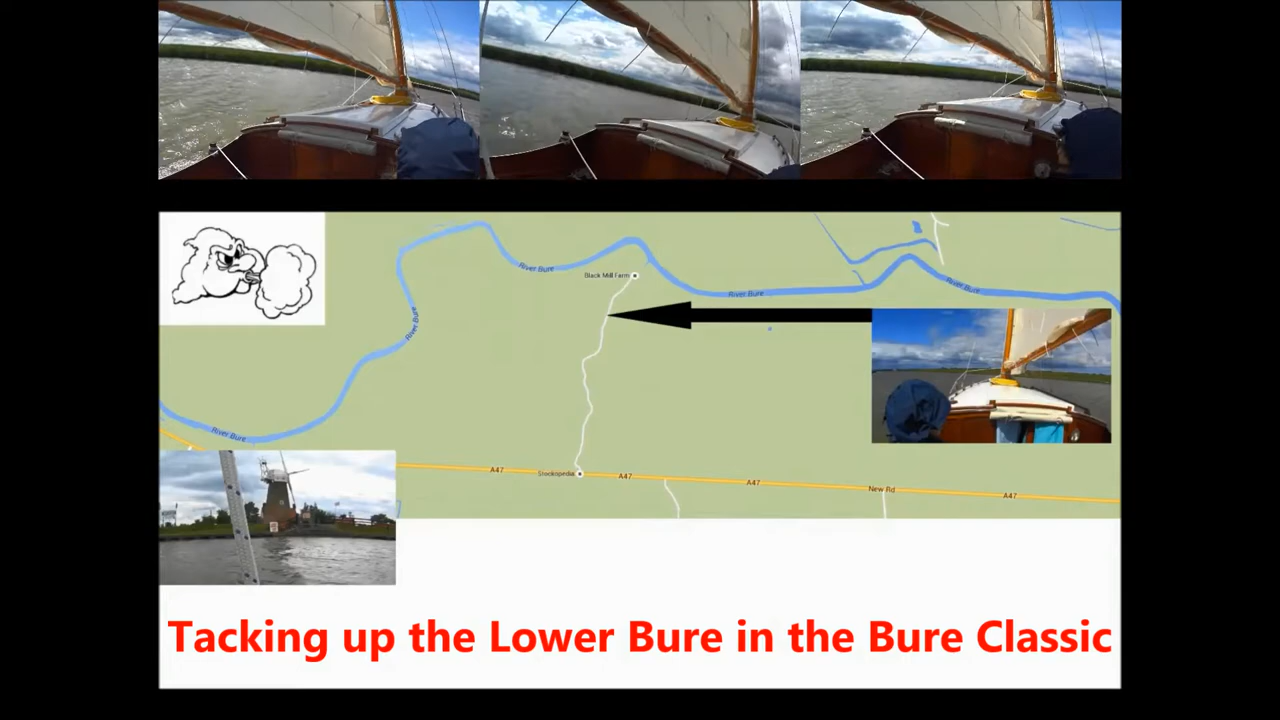 River Bure
Black Mill Farm
River Bure
River Bure
River Bure
River Bure
A47
Stockspedia
A47
A47
New Rd
A47
Tacking up the Lower Bure in the Bure Classic